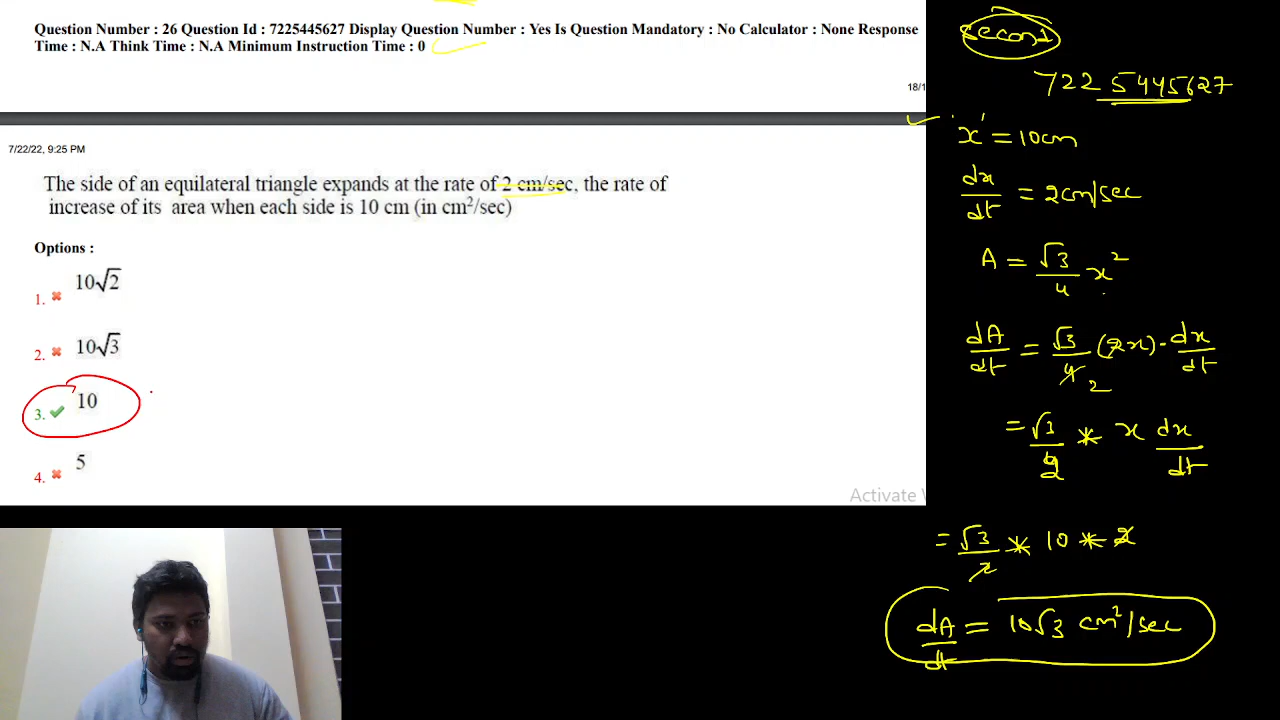 Question Number : 26 Question Id : 7225445627 Display Question Number : Yes Is Question Mandatory : No Calculator : None Response
Time : N.A Think Time : N.A Minimum Instruction Time : 0
18/1
7/22/22, 9:25 PM
The side of an equilateral triangle expands at the rate of 2 cm/sec, the rate of
increase of its area when each side is 10 cm (in cm²/sec)
Options :
1. 10√2
2. 10√3
3. 10
4. 5
Activate
second
7225445627
'x' = 10cm
dx/dt = 2cm/sec
A = √3/4 x²
dA/dt = √3/4 2 (2x) · dx/dt
= √3/2 * x dx/dt
= √3/2 * 10 * 2
dA/dt = 10√3 cm²/sec